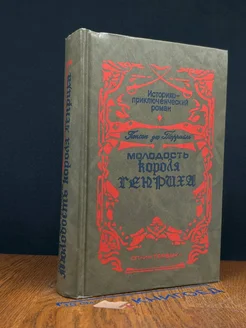 Историко-
приключенческий
роман
Понсон дю Террайль
МОЛОДОСТЬ
КОРОЛЯ
ГЕНРИХА
МОЛОДОСТЬ КОРОЛЯ ГЕНРИХА